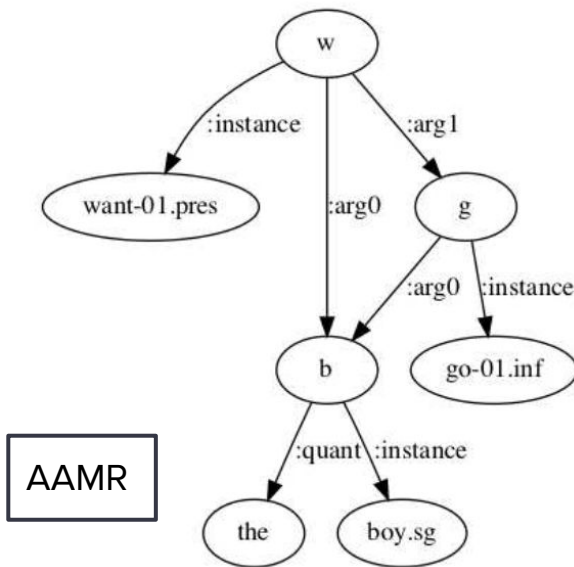 w
:instance
:arg1
want-01.pres
:arg0
g
:arg0
:instance
b
go-01.inf
:quant
:instance
AAMR
the
boy.sg